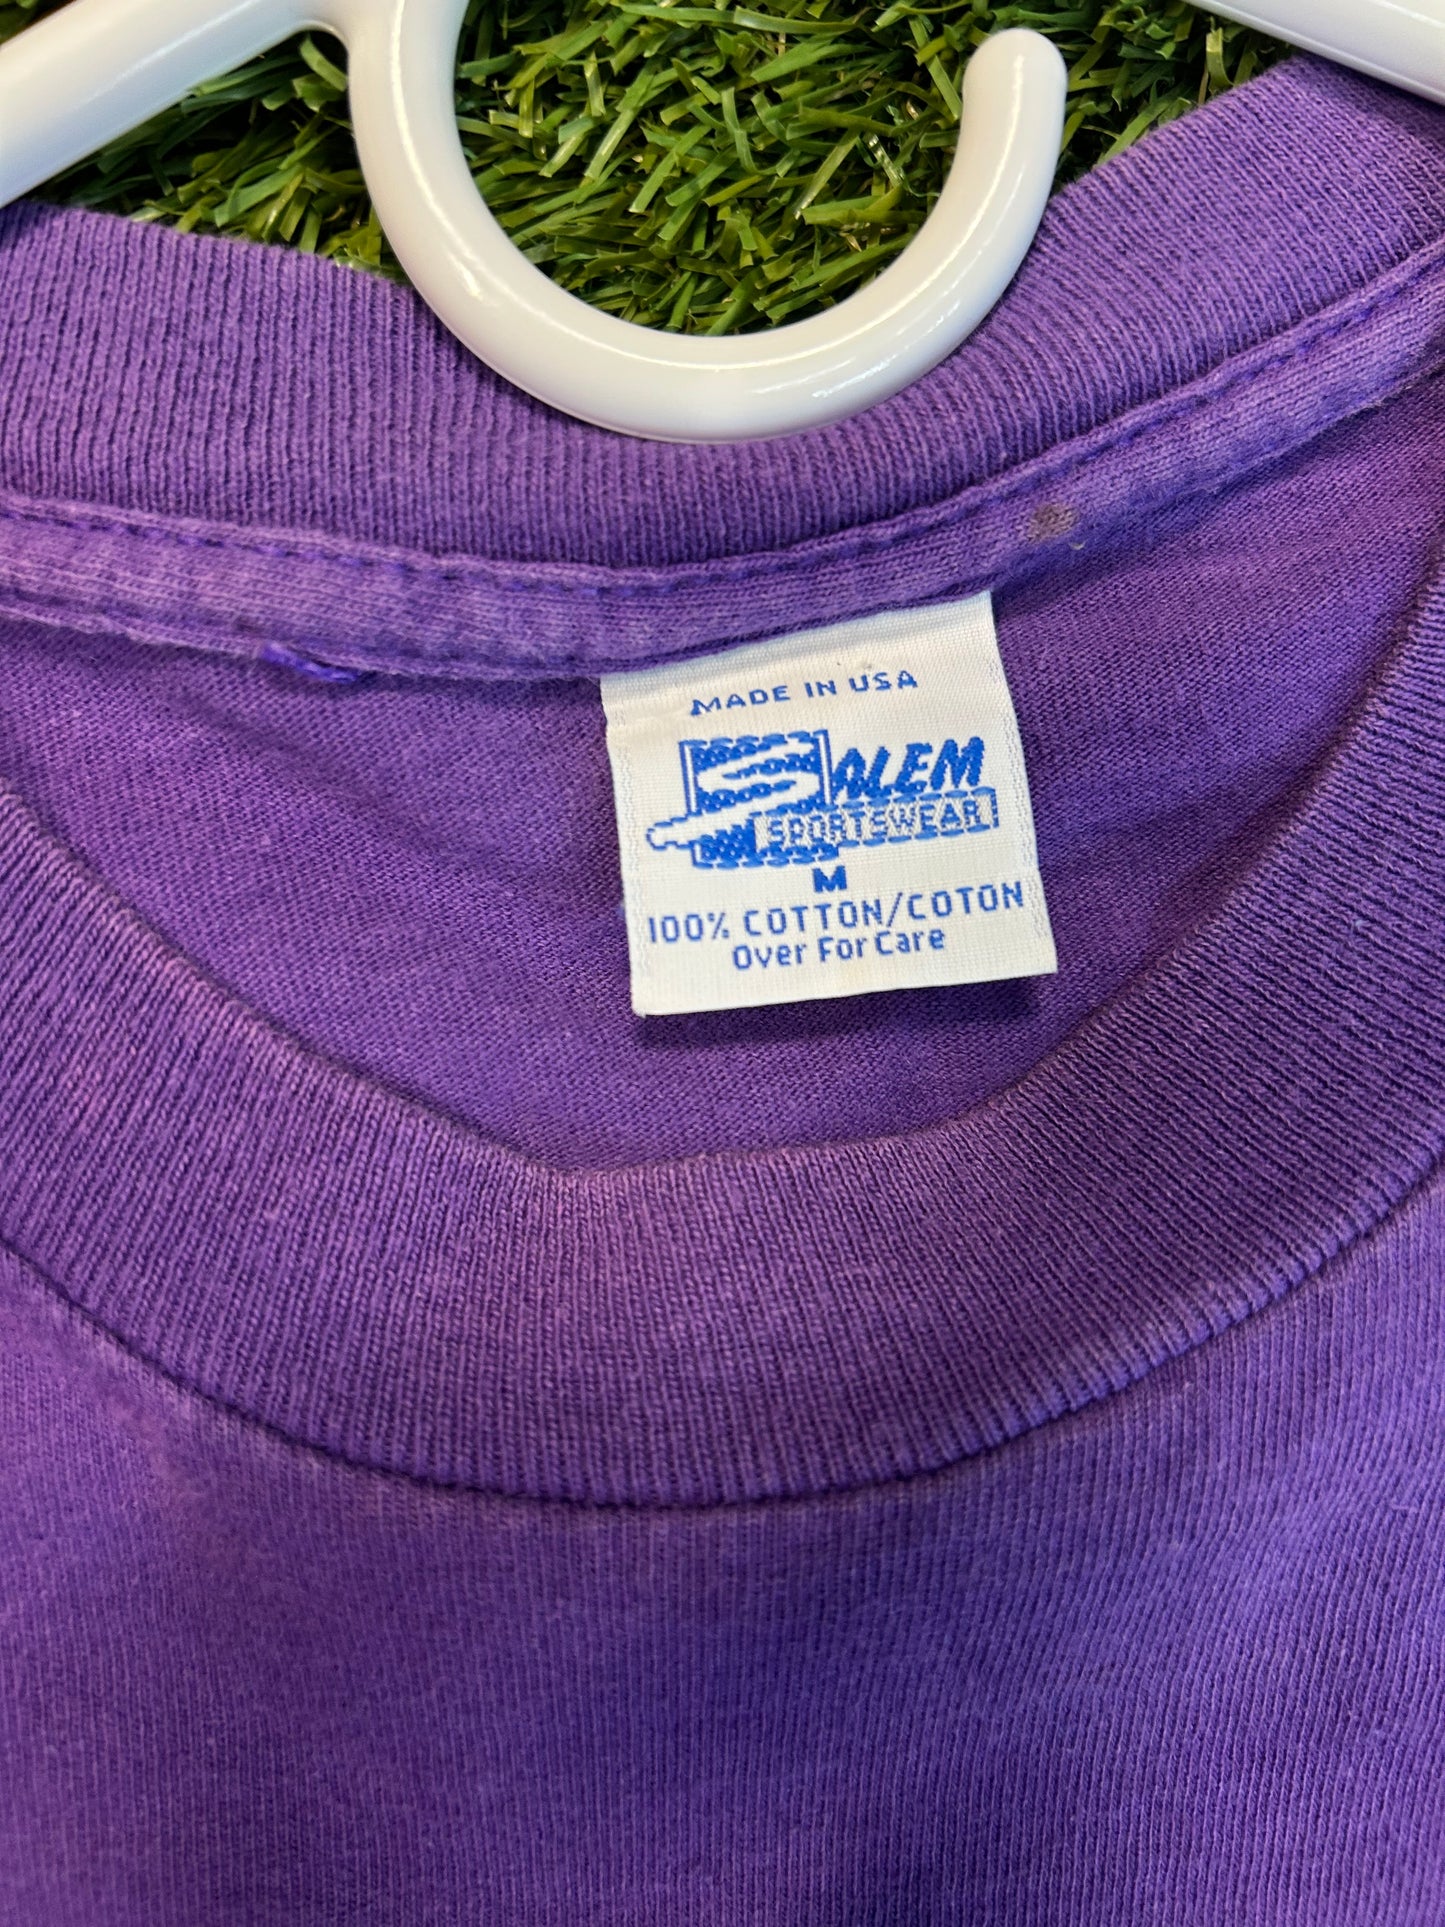 MADE IN USA
SALEM
SPORTSWEAR
M
100% COTTON/COTON
Over For Care